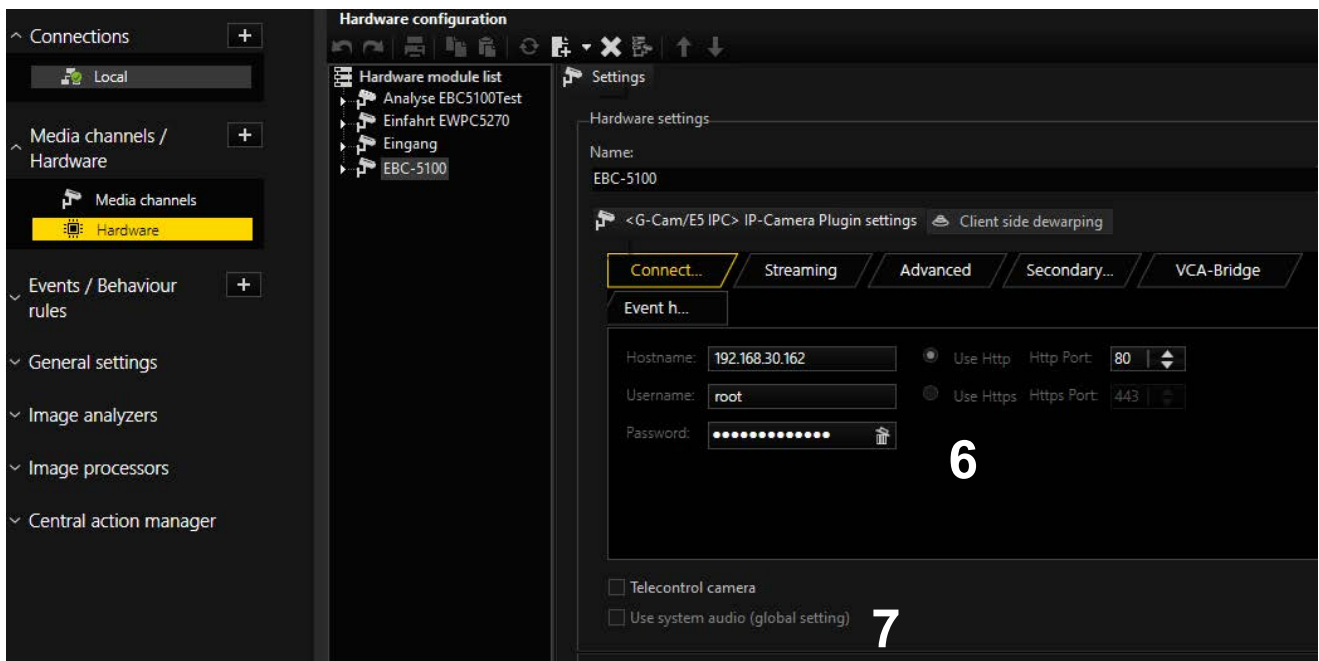 Connections
+
Local
Media channels /
Hardware
+
Media channels
Hardware
Events / Behaviour
rules
+
General settings
Image analyzers
Image processors
Central action manager
Hardware configuration
Hardware module list
Analyse EBC5100Test
Einfahrt EWPC5270
Eingang
EBC-5100
Settings
Hardware settings
Name:
EBC-5100
<G-Cam/E5 IPC> IP-Camera Plugin settings Client side dewarping
Connect... Streaming Advanced Secondary... VCA-Bridge
Event h...
Hostname: 192.168.30.162 Use Http Http Port: 80
Username: root Use Https Https Port: 443
Password: •••••••••••••
6
Telecontrol camera
Use system audio (global setting)
7